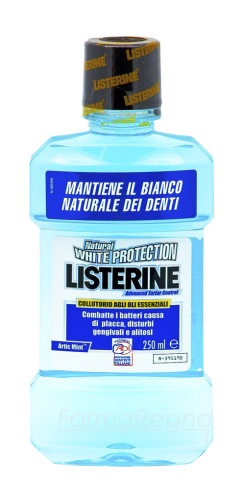 LISTERINE
LISTERINE
MANTIENE IL BIANCO
NATURALE DEI DENTI
Natural
WHITE PROTECTION
LISTERINE
Advanced Tartar Control
COLLUTORIO AGLI OLI ESSENZIALI
Combatte i batteri causa
di placca, disturbi
gengivali e alitosi
Artic Mint
250 ml e
FarmaRegno